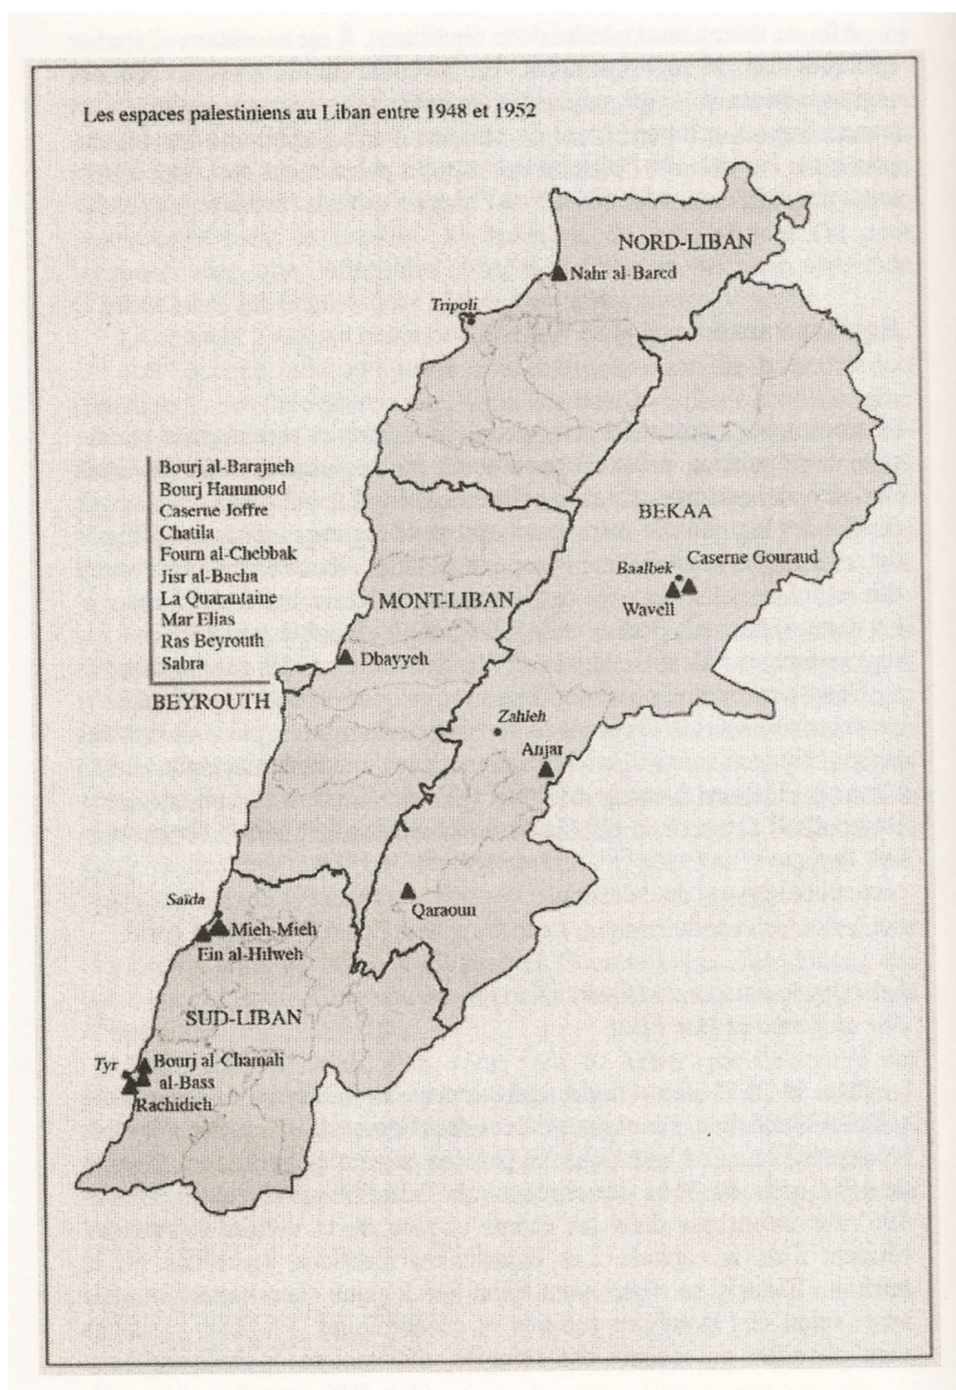 Les espaces palestiniens au Liban entre 1948 et 1952
NORD-LIBAN
Nahr al-Bared
Tripoli
Bourj al-Barajneh
Bourj Hammoud
Caserne Joffre
Chatila
Fourn al-Chebbak
Jisr al-Bacha
La Quarantaine
Mar Elias
Ras Beyrouth
Sabra
BEYROUTH
BEKAA
Caserne Gouraud
Baalbek
Wavell
MONT-LIBAN
Dbayyeh
Zahleh
Anjar
Qaraoun
Saïda
Mieh-Mieh
Ein al-Hilweh
SUD-LIBAN
Tyr
Bourj al-Chamali
al-Bass
Rachidieh